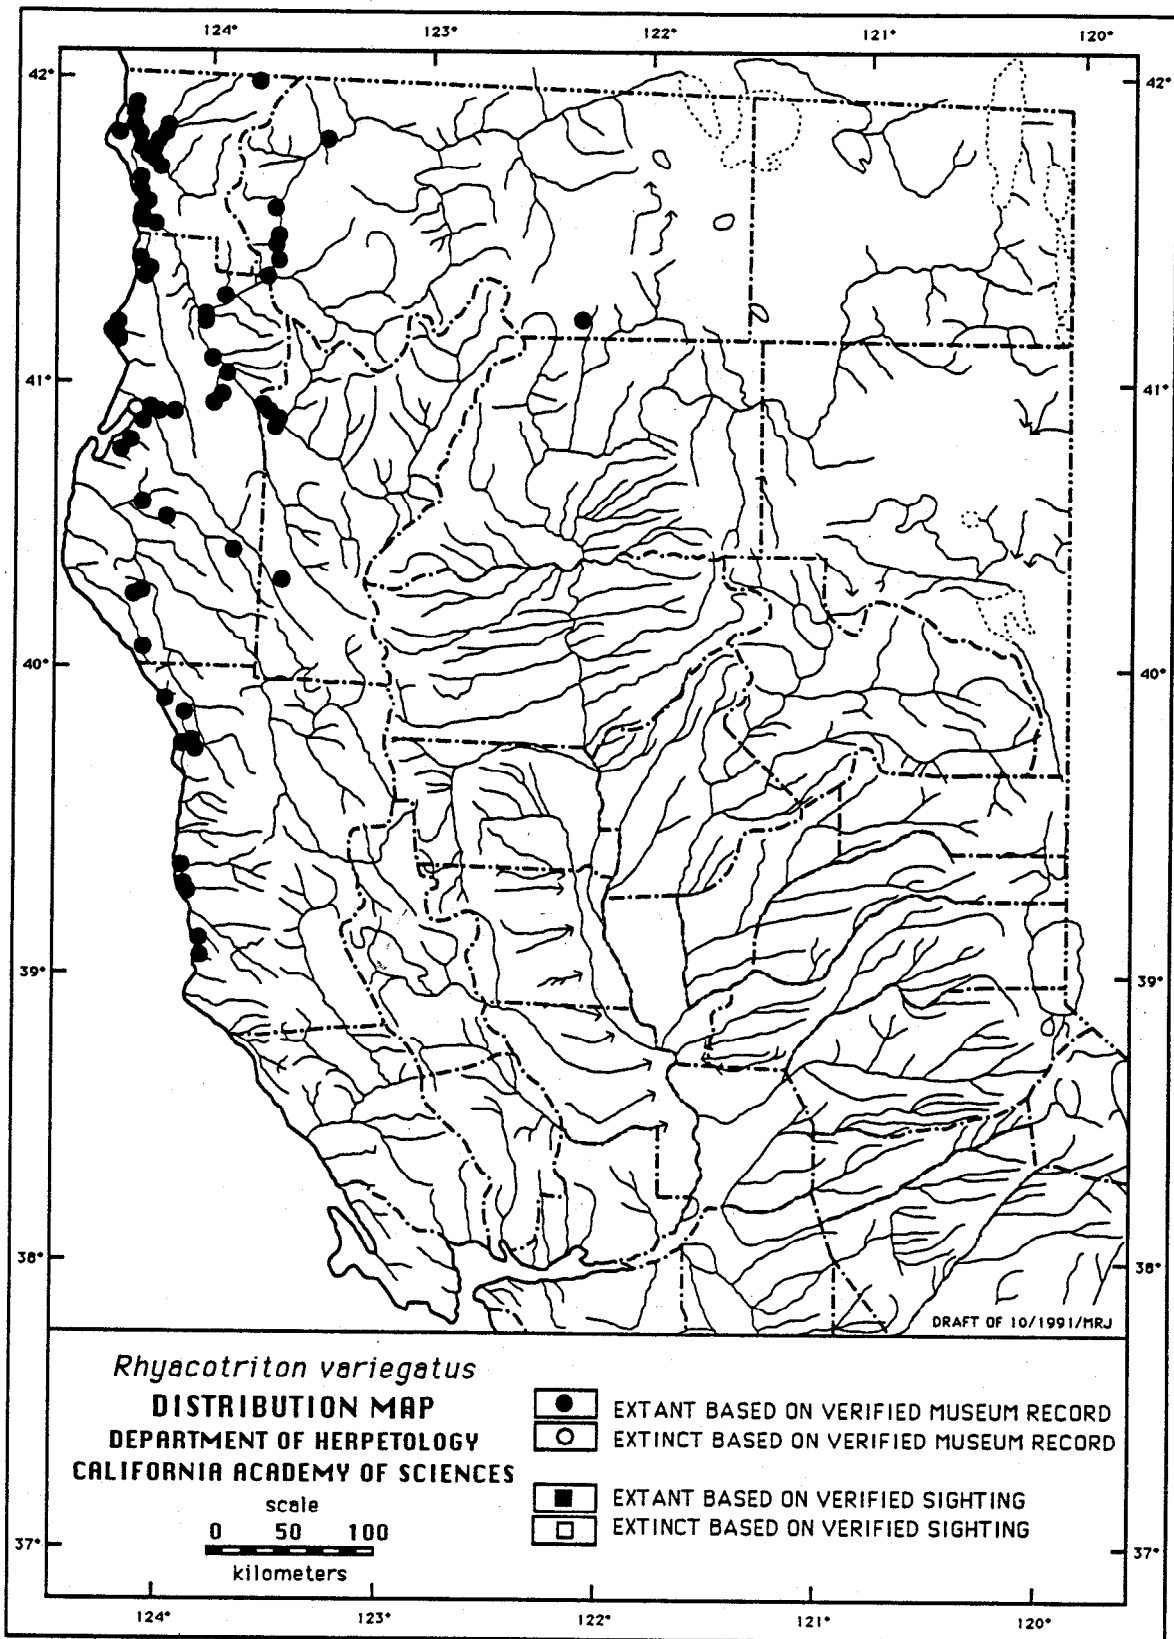 124° 123° 122° 121° 120°
42° 42°
41° 41°
40° 40°
39° 39°
38° 38°
DRAFT OF 10/1991/MRJ
Rhyacotriton variegatus
DISTRIBUTION MAP
DEPARTMENT OF HERPETOLOGY
CALIFORNIA ACADEMY OF SCIENCES
scale
0 50 100
kilometers
EXTANT BASED ON VERIFIED MUSEUM RECORD
EXTINCT BASED ON VERIFIED MUSEUM RECORD
EXTANT BASED ON VERIFIED SIGHTING
EXTINCT BASED ON VERIFIED SIGHTING
37° 37°
124° 123° 122° 121° 120°